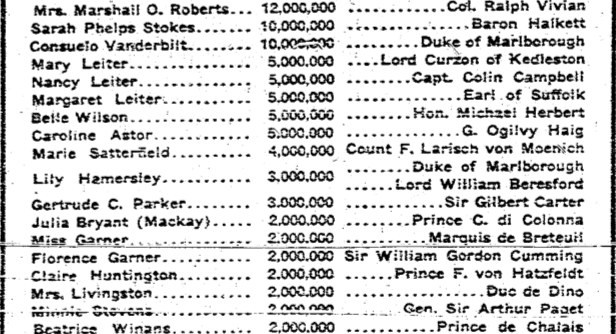 Mrs. Marshall O. Roberts... 12,000,000 ...........Col. Ralph Vivian
Sarah Phelps Stokes....... 10,000,000 ...............Baron Halkett
Consuelo Vanderbilt....... 10,000,000 .........Duke of Marlborough
Mary Leiter............... 5,000,000 ....Lord Curzon of Kedleston
Nancy Leiter.............. 5,000,000 .........Capt. Colin Campbell
Margaret Leiter........... 5,000,000 ..............Earl of Suffolk
Belle Wilson.............. 5,000,000 .........Hon. Michael Herbert
Caroline Astor............ 5,000,000 ...............G. Ogilvy Haig
Marie Satterfield......... 4,000,000 Count F. Larisch von Moenich
.........Duke of Marlborough
Lily Hamersley............ 3,000,000
.......Lord William Beresford
Gertrude C. Parker........ 3,000,000 ...........Sir Gilbert Carter
Julia Bryant (Mackay)..... 2,000,000 .........Prince C. di Colonna
Miss Garner............... 2,000,000 ..........Marquis de Breteuil
Florence Garner........... 2,000,000 Sir William Gordon Cumming
Claire Huntington......... 2,000,000 ......Prince F. von Hatzfeldt
Mrs. Livingston........... 2,000,000 .................Duc de Dino
Minnie Stevens............ 2,000,000 .......Gen. Sir Arthur Paget
Beatrice Winans........... 2,000,000 ............Prince de Chalais